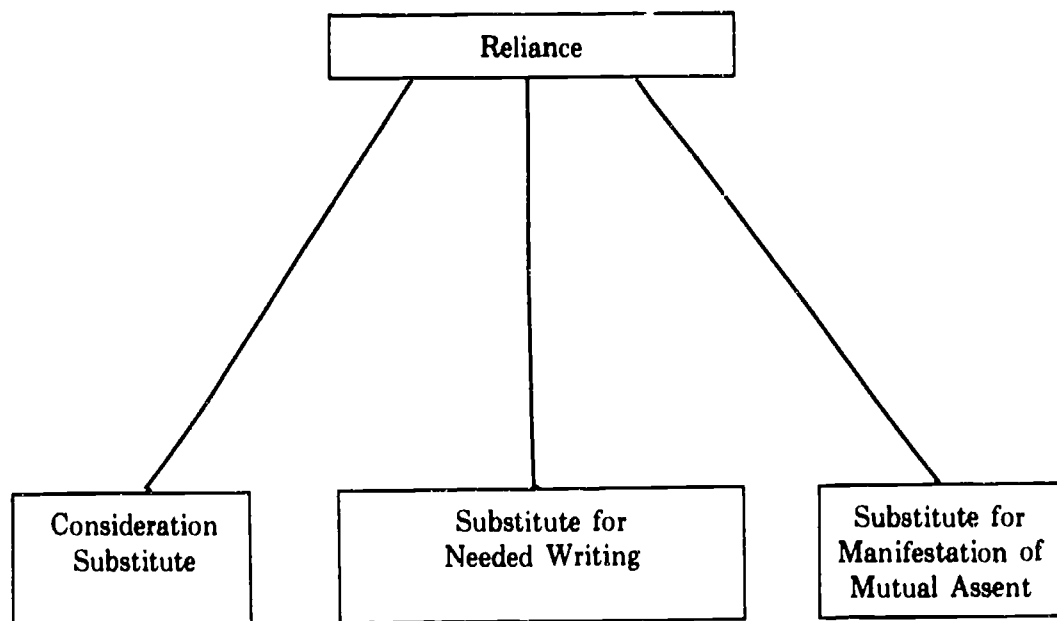 Reliance
Consideration
Substitute
Substitute for
Needed Writing
Substitute for
Manifestation of
Mutual Assent